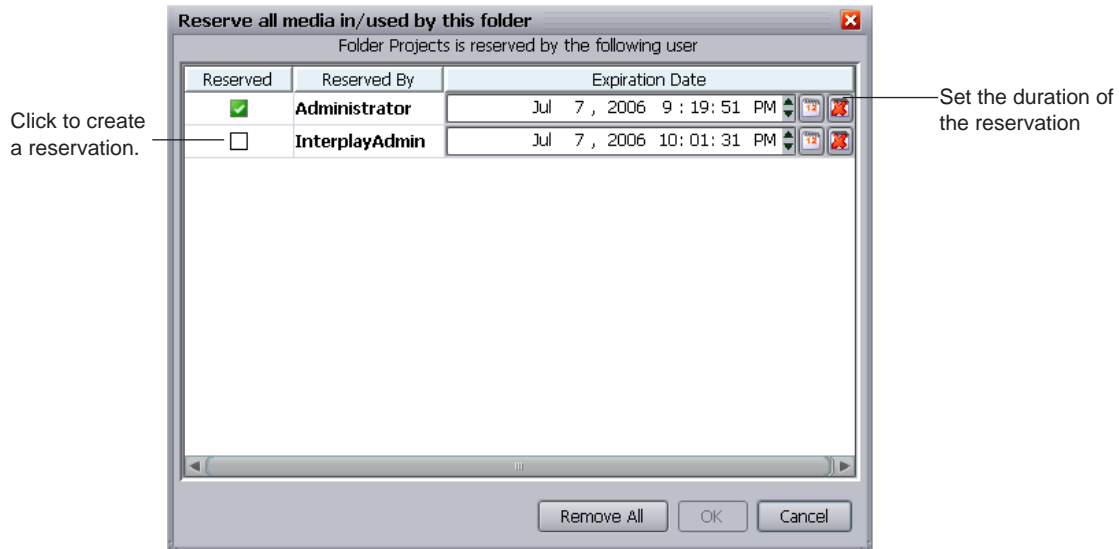 Reserve all media in/used by this folder
Folder Projects is reserved by the following user
Reserved Reserved By Expiration Date
Administrator Jul 7, 2006 9:19:51 PM 12
InterplayAdmin Jul 7, 2006 10:01:31 PM 12
Click to create
a reservation.
Set the duration of
the reservation
Remove All OK Cancel